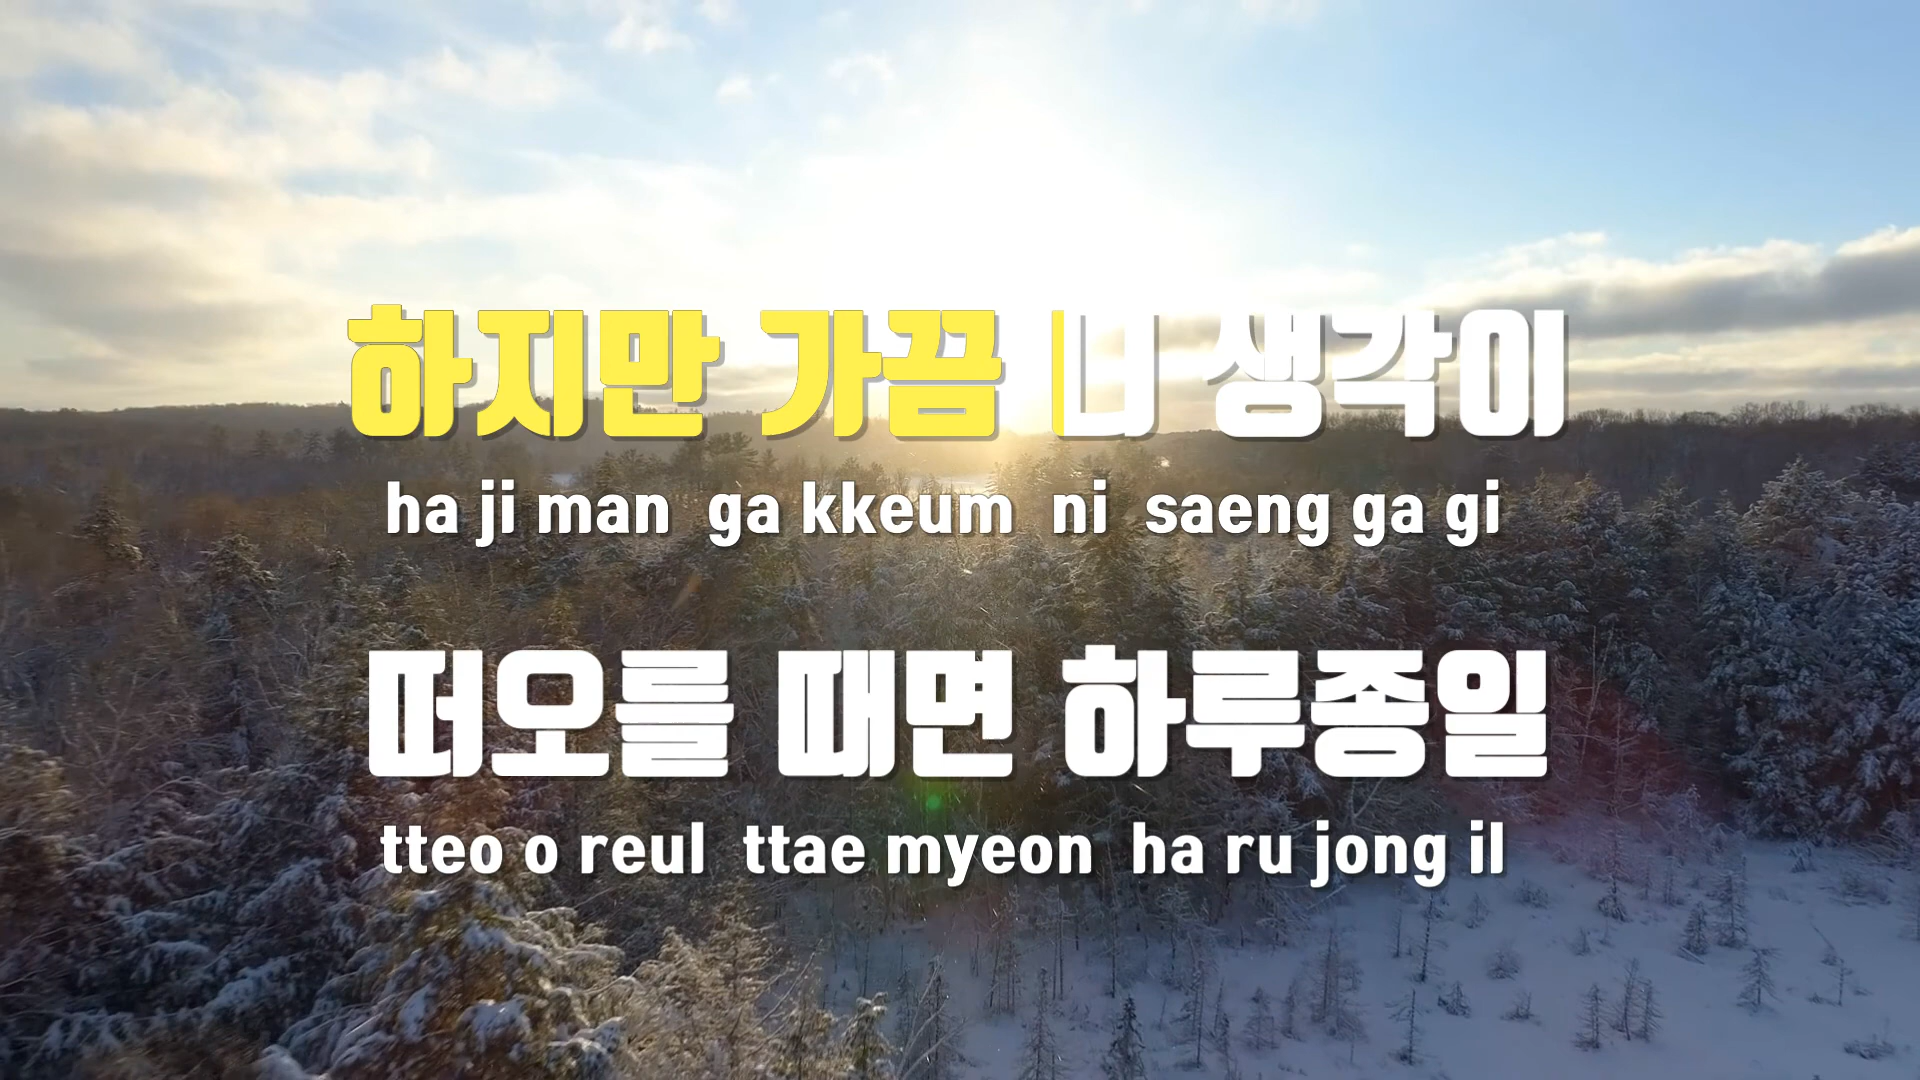 하지만 가끔 니 생각이
ha ji man ga kkeum ni saeng ga gi
떠오를 때면 하루종일
tteo o reul ttae myeon ha ru jong il